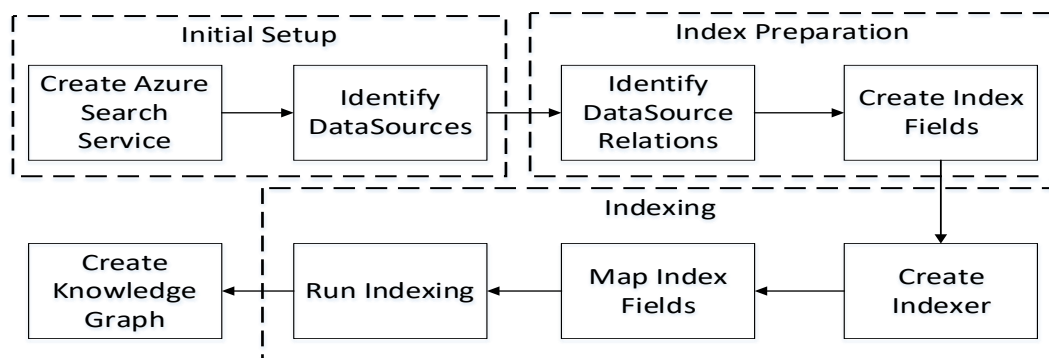 Initial Setup
Create Azure
Search
Service
Identify
DataSources
Index Preparation
Identify
DataSource
Relations
Create Index
Fields
Indexing
Create
Indexer
Map Index
Fields
Run Indexing
Create
Knowledge
Graph